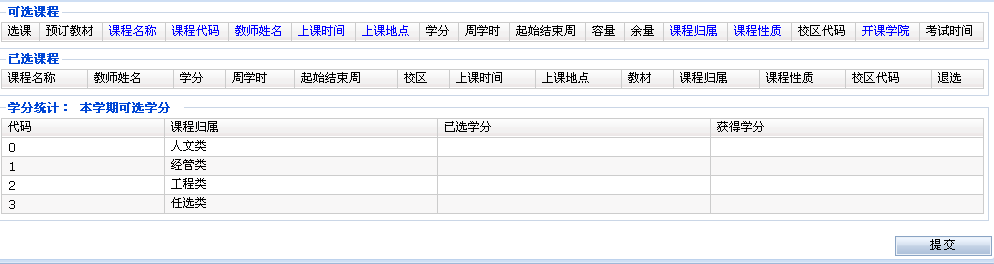 可选课程
选课 预订教材 课程名称 课程代码 教师姓名 上课时间 上课地点 学分 周学时 起始结束周 容量 余量 课程归属 课程性质 校区代码 开课学院 考试时间
已选课程
课程名称 教师姓名 学分 周学时 起始结束周 校区 上课时间 上课地点 教材 课程归属 课程性质 校区代码 退选
学分统计： 本学期可选学分
代码 课程归属 已选学分 获得学分
0 人文类
1 经管类
2 工程类
3 任选类
提交